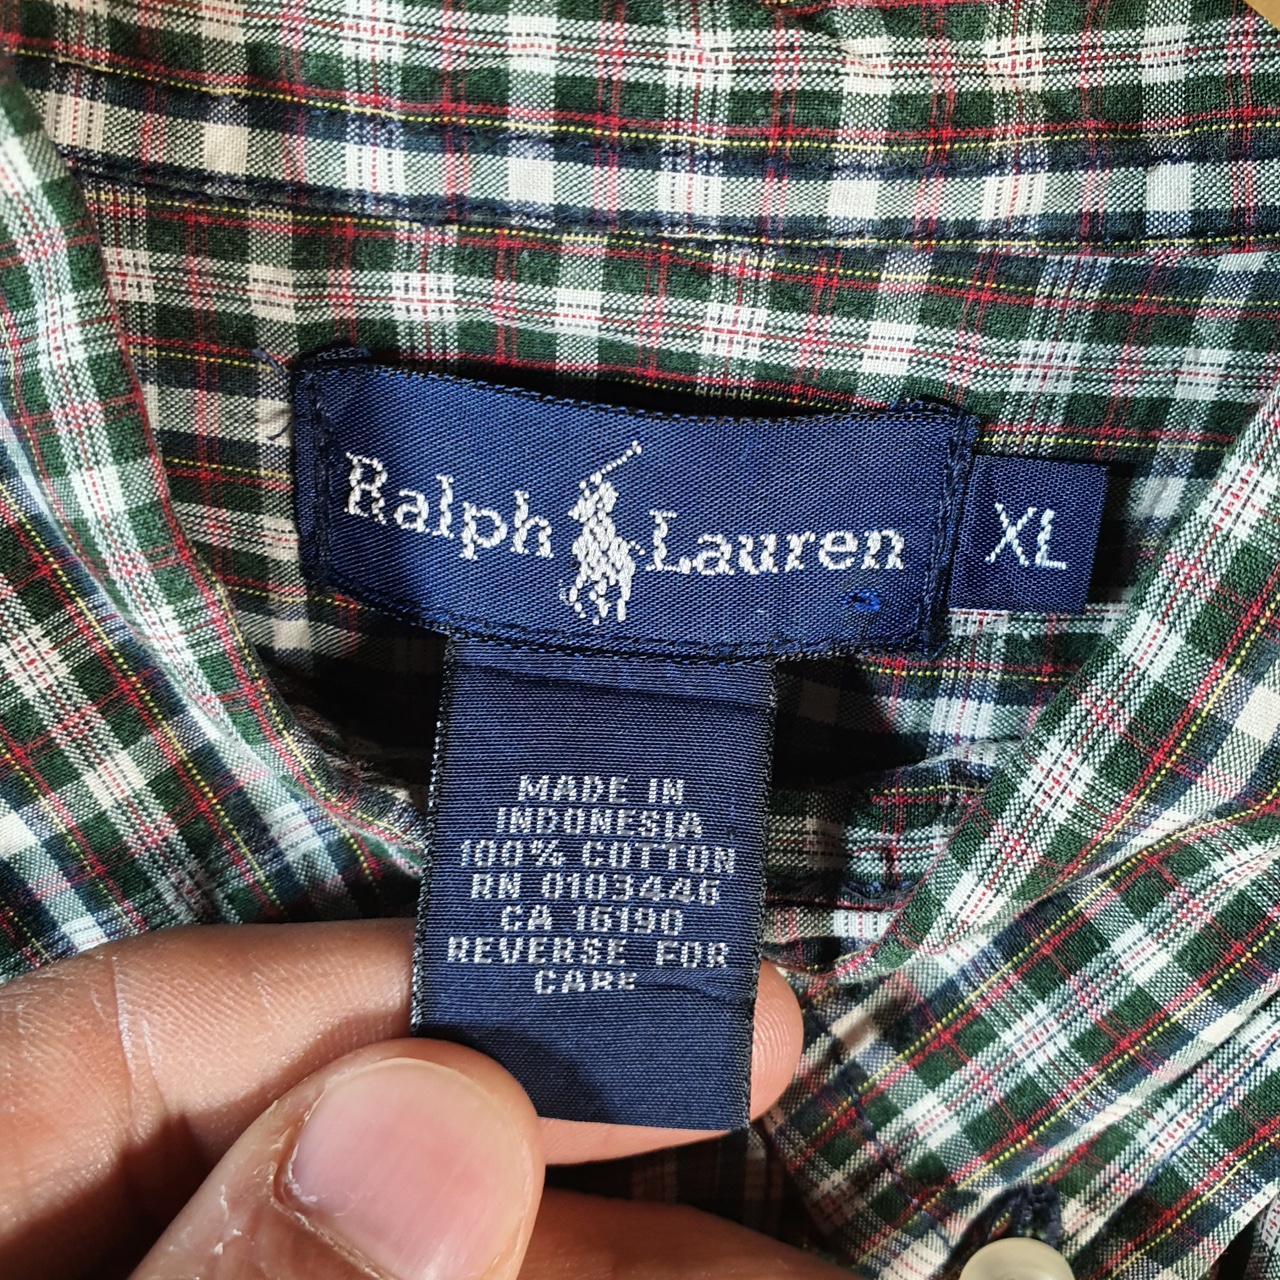 Ralph Lauren
XL
MADE IN
INDONESIA
100% COTTON
RN 0103446
CA 16190
REVERSE FOR
CARE